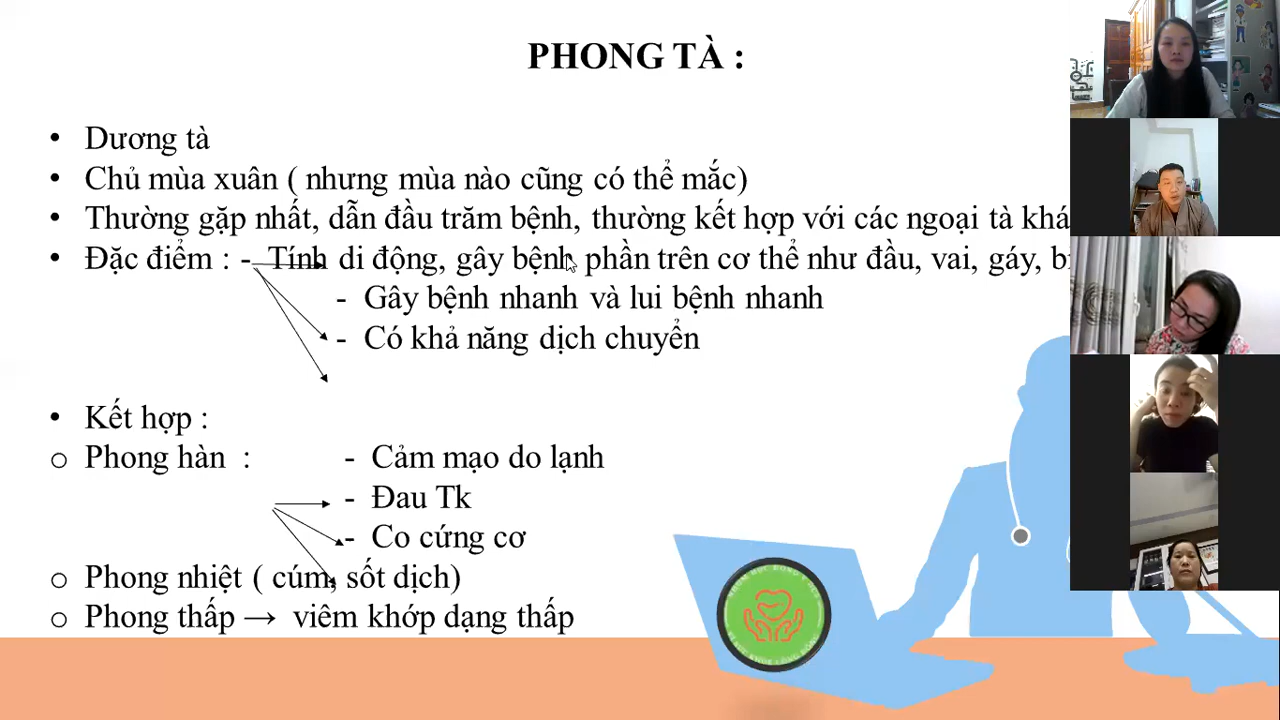 PHONG TÀ :
• Dương tà
• Chủ mùa xuân ( nhưng mùa nào cũng có thể mắc)
• Thường gặp nhất, dẫn đầu trăm bệnh, thường kết hợp với các ngoại tà
• Đặc điểm : - Tính di động, gây bệnh phần trên cơ thể như đầu, vai, gáy,
- Gây bệnh nhanh và lui bệnh nhanh
- Có khả năng dịch chuyển
• Kết hợp :
o Phong hàn : - Cảm mạo do lạnh
- Đau Tk
- Co cứng cơ
o Phong nhiệt ( cúm, sốt dịch)
o Phong thấp → viêm khớp dạng thấp